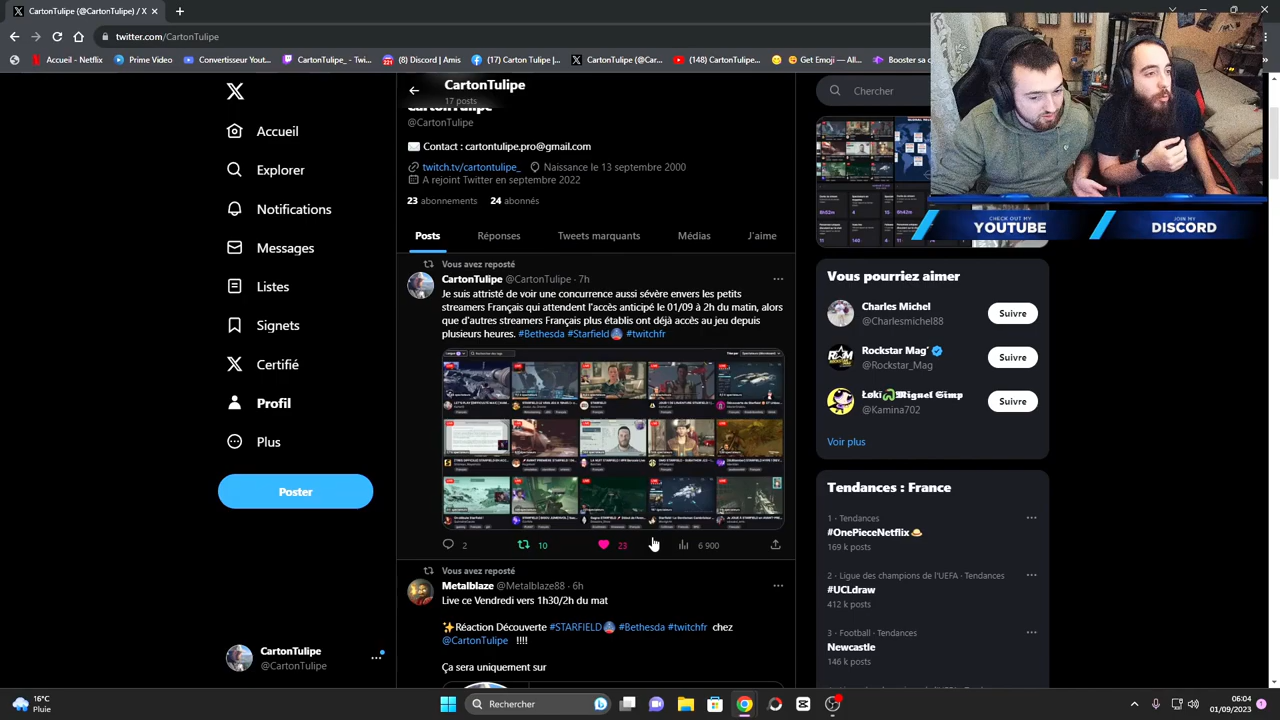 CartonTulipe (@CartonTulipe) / X
twitter.com/CartonTulipe
Accueil - Netflix
Prime Video
Convertisseur Youtub...
CartonTulipe_ - Twi...
(8) Discord | Amis
(17) Carton Tulipe |...
CartonTulipe (@Car...
(148) CartonTulipe...
Ge All...
Booster sa c
CartonTulipe
17 posts
CartonTulipe
@CartonTulipe
Contact : cartontulipe.pro@gmail.com
twitch.tv/cartontulipe_
Naissance le 13 septembre 2000
A rejoint Twitter en septembre 2022
23 abonnements
24 abonnés
Posts
Réponses
Tweets marquants
Médias
J'aime
Accueil
Explorer
Notifications
Messages
Listes
Signets
Certifié
Profil
Plus
Poster
CartonTulipe
@CartonTulipe
Vous avez reposté
CartonTulipe @CartonTulipe · 7h
Je suis attristé de voir une concurrence aussi sévère envers les petits
streamers Français qui attendent l'accès anticipé le 01/09 à 2h du matin, alors
que d'autres streamers Français plus établis ont déjà accès au jeu depuis
plusieurs heures. #Bethesda #Starfield #twitchfr
2
10
23
6 900
Vous avez reposté
Metalblaze @Metalblaze88 · 6h
Live ce Vendredi vers 1h30/2h du mat
✨Réaction Découverte #STARFIELD #Bethesda #twitchfr chez
@CartonTulipe !!!!
Ça sera uniquement sur
Chercher
CHECK OUT MY
YOUTUBE
JOIN MY
DISCORD
Vous pourriez aimer
Charles Michel
@Charlesmichel88
Suivre
Rockstar Mag'
@Rockstar_Mag
Suivre
@Kamina702
Suivre
Voir plus
Tendances : France
1 · Tendances
#OnePieceNetflix
169 k posts
2 · Ligue des champions de l'UEFA · Tendances
#UCLdraw
412 k posts
3 · Football · Tendances
Newcastle
146 k posts
16°C
Pluie
Rechercher
06:04
01/09/2023